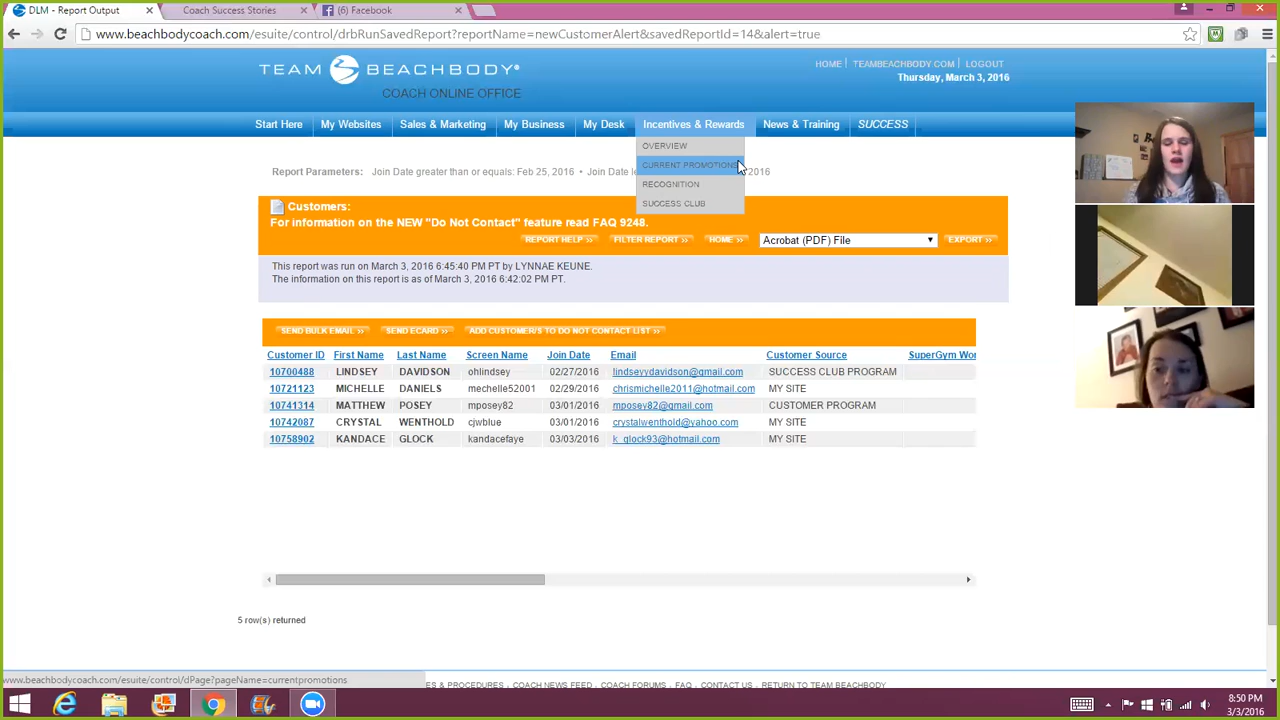 DLM - Report Output
Coach Success Stories
(6) Facebook
www.beachbodycoach.com/esuite/control/drbRunSavedReport?reportName=newCustomerAlert&savedReportId=14&alert=true
TEAM BEACHBODY®
COACH ONLINE OFFICE
HOME | TEAMBEACHBODY.COM | LOGOUT
Thursday, March 3, 2016
Start Here My Websites Sales & Marketing My Business My Desk Incentives & Rewards News & Training SUCCESS
OVERVIEW
CURRENT PROMOTIONS
RECOGNITION
SUCCESS CLUB
Report Parameters: Join Date greater than or equals: Feb 25, 2016 • Join Date 2016
Customers:
For information on the NEW "Do Not Contact" feature read FAQ 9248.
REPORT HELP >> FILTER REPORT >> HOME >> Acrobat (PDF) File EXPORT >>
This report was run on March 3, 2016 6:45:40 PM PT by LYNNAE KEUNE.
The information on this report is as of March 3, 2016 6:42:02 PM PT.
SEND BULK EMAIL >> SEND ECARD >> ADD CUSTOMER/S TO DO NOT CONTACT LIST >>
Customer ID First Name Last Name Screen Name Join Date Email Customer Source SuperGym Wor
10700488 LINDSEY DAVIDSON ohlindsey 02/27/2016 lindseyydavidson@gmail.com SUCCESS CLUB PROGRAM
10721123 MICHELLE DANIELS mechelle52001 02/29/2016 chrismichelle2011@hotmail.com MY SITE
10741314 MATTHEW POSEY mposey82 03/01/2016 mposey82@gmail.com CUSTOMER PROGRAM
10742087 CRYSTAL WENTHOLD cjwblue 03/01/2016 crystalwenthold@yahoo.com MY SITE
10758902 KANDACE GLOCK kandacefaye 03/03/2016 k_glock93@hotmail.com MY SITE
5 row(s) returned
www.beachbodycoach.com/esuite/control/dPage?pageName=currentpromotions
ES & PROCEDURES | COACH NEWS FEED | COACH FORUMS | FAQ | CONTACT US | RETURN TO TEAM BEACHBODY
8:50 PM
3/3/2016